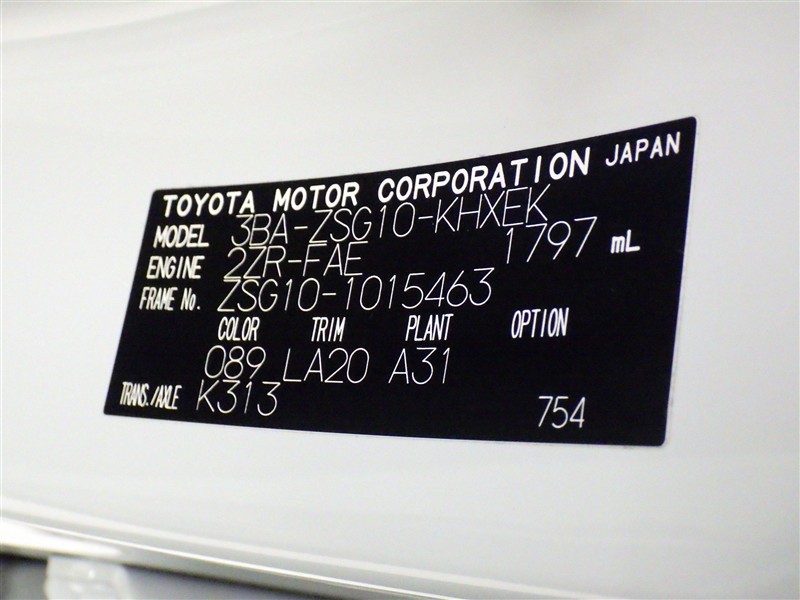 TOYOTA MOTOR CORPORATION JAPAN
MODEL 3BA-ZSG10-KHXEK
ENGINE 2ZR-FAE 1797 mL
FRAME No. ZSG10-1015463
COLOR TRIM PLANT OPTION
089 LA20 A31
TRANS./AXLE K313 754